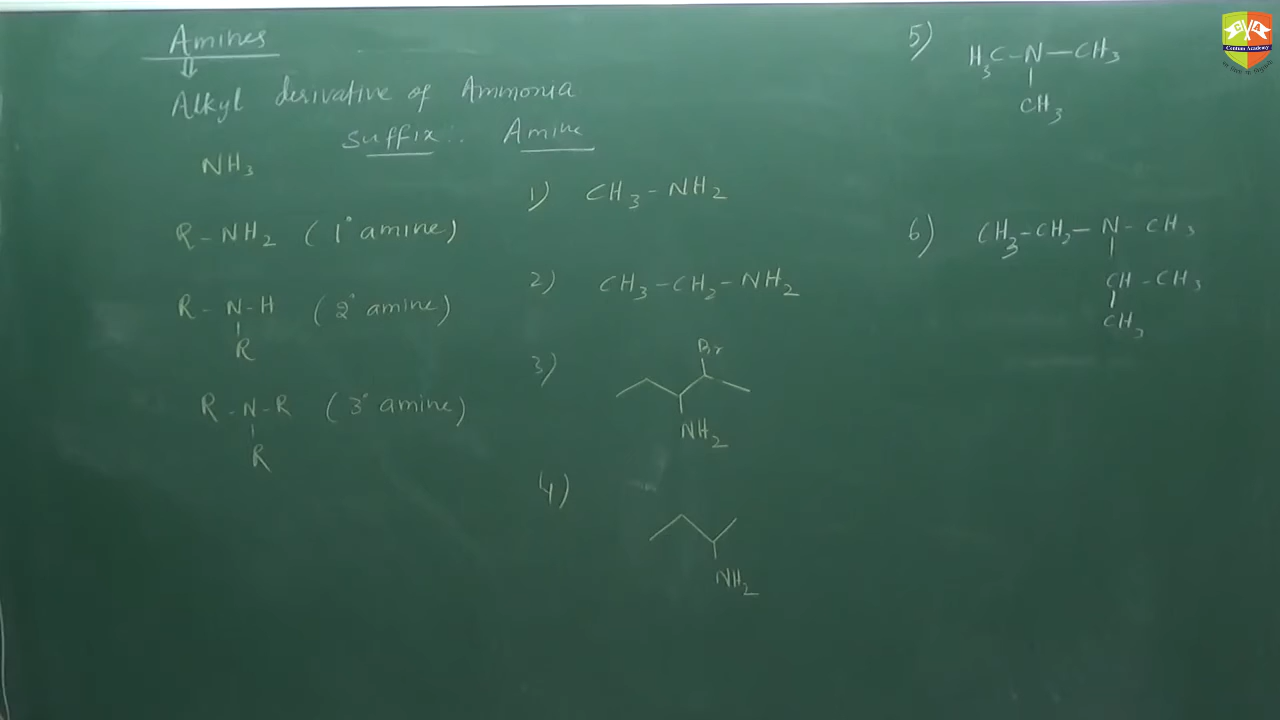 Amines
⇓
Alkyl derivative of Ammonia
suffix : Amine
NH3
R-NH2 (1° amine)
R-N-H (2° amine)
R
R-N-R (3° amine)
R
1) CH3-NH2
2) CH3-CH2-NH2
3)
Br
NH2
4)
NH2
5) H3C-N-CH3
CH3
6) CH3-CH2-N-CH3
CH-CH3
CH3
Centum Academy